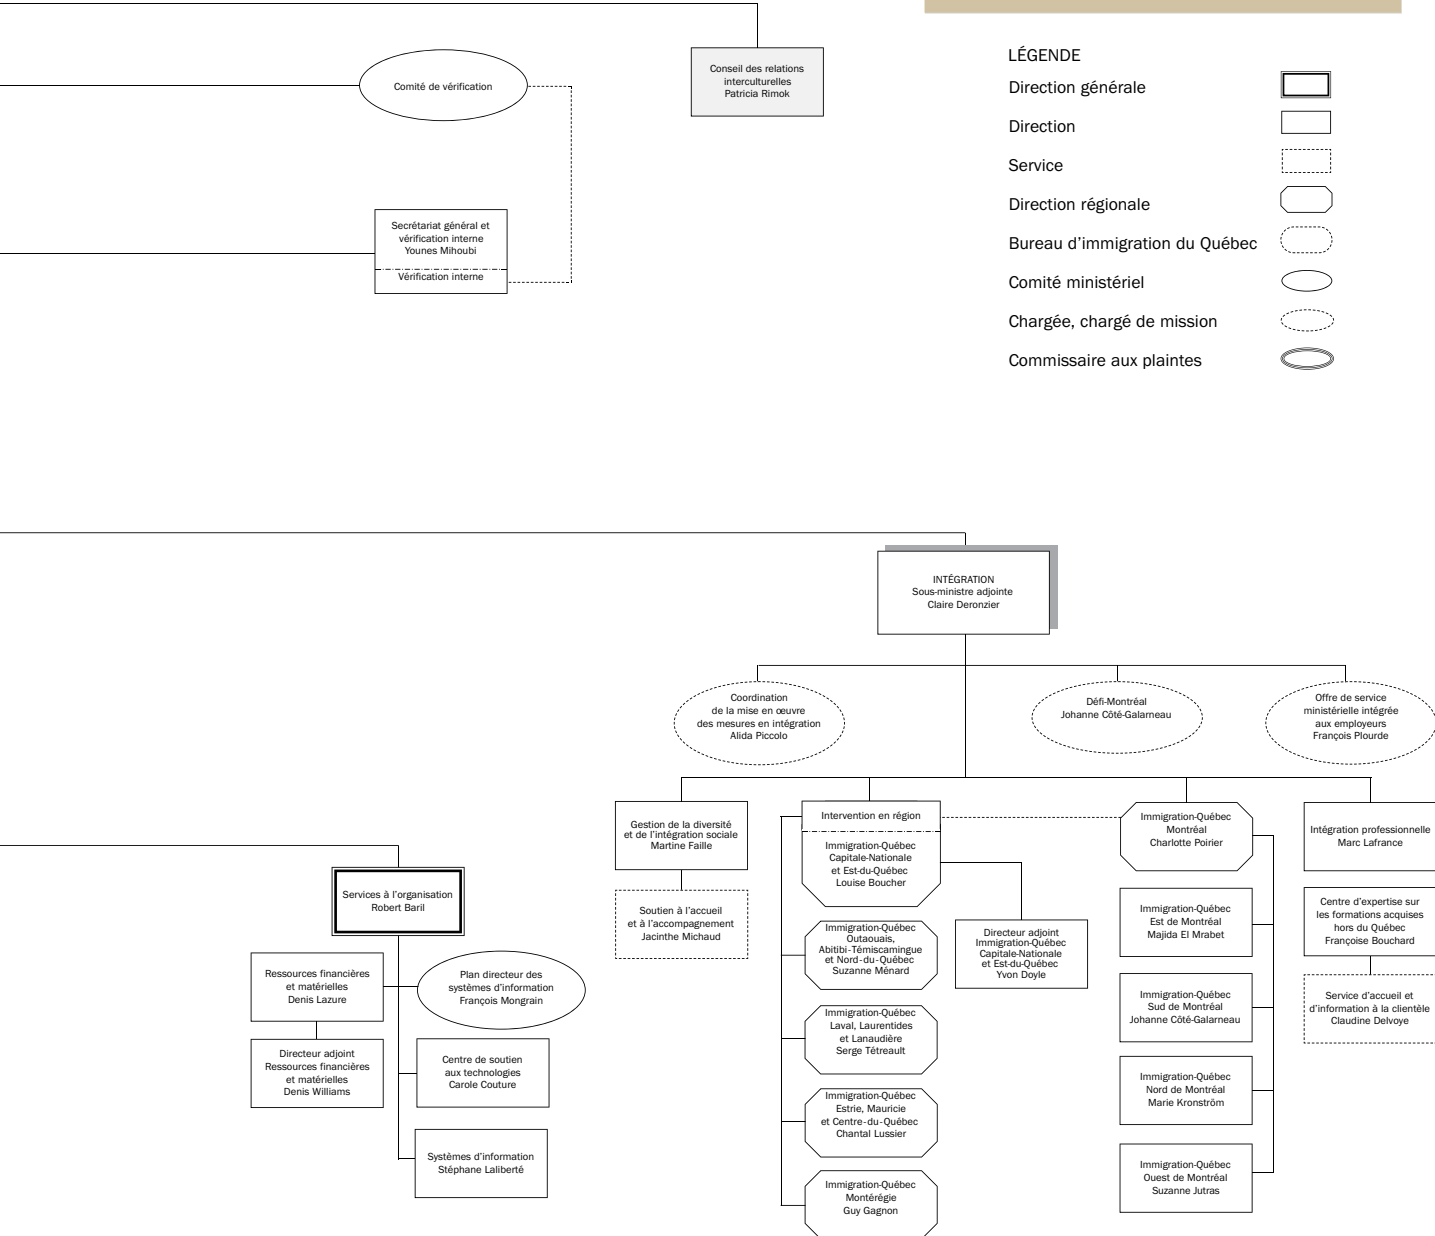 Conseil des relations
interculturelles
Patricia Rimok
Comité de vérification
Secrétariat général et
vérification interne
Younes Mihoubi
Vérification interne
LÉGENDE
Direction générale
Direction
Service
Direction régionale
Bureau d'immigration du Québec
Comité ministériel
Chargée, chargé de mission
Commissaire aux plaintes
INTÉGRATION
Sous-ministre adjointe
Claire Deronzier
Coordination
de la mise en œuvre
des mesures en intégration
Alida Piccolo
Défi-Montréal
Johanne Côté-Galarneau
Offre de service
ministérielle intégrée
aux employeurs
François Plourde
Gestion de la diversité
et de l'intégration sociale
Martine Faille
Soutien à l'accueil
et à l'accompagnement
Jacinthe Michaud
Intervention en région
Immigration-Québec
Capitale-Nationale
et Est-du-Québec
Louise Boucher
Directeur adjoint
Immigration-Québec
Capitale-Nationale
et Est-du-Québec
Yvon Doyle
Immigration-Québec
Outaouais,
Abitibi-Témiscamingue
et Nord-du-Québec
Suzanne Ménard
Immigration-Québec
Laval, Laurentides
et Lanaudière
Serge Tétreault
Immigration-Québec
Estrie, Mauricie
et Centre-du-Québec
Chantal Lussier
Immigration-Québec
Montérégie
Guy Gagnon
Immigration-Québec
Montréal
Charlotte Poirier
Immigration-Québec
Est de Montréal
Majida El Mrabet
Immigration-Québec
Sud de Montréal
Johanne Côté-Galarneau
Immigration-Québec
Nord de Montréal
Marie Kronström
Immigration-Québec
Ouest de Montréal
Suzanne Jutras
Intégration professionnelle
Marc Lafrance
Centre d'expertise sur
les formations acquises
hors du Québec
Françoise Bouchard
Service d'accueil et
d'information à la clientèle
Claudine Delvoye
Services à l'organisation
Robert Baril
Ressources financières
et matérielles
Denis Lazure
Plan directeur des
systèmes d'information
François Mongrain
Directeur adjoint
Ressources financières
et matérielles
Denis Williams
Centre de soutien
aux technologies
Carole Couture
Systèmes d'information
Stéphane Laliberté